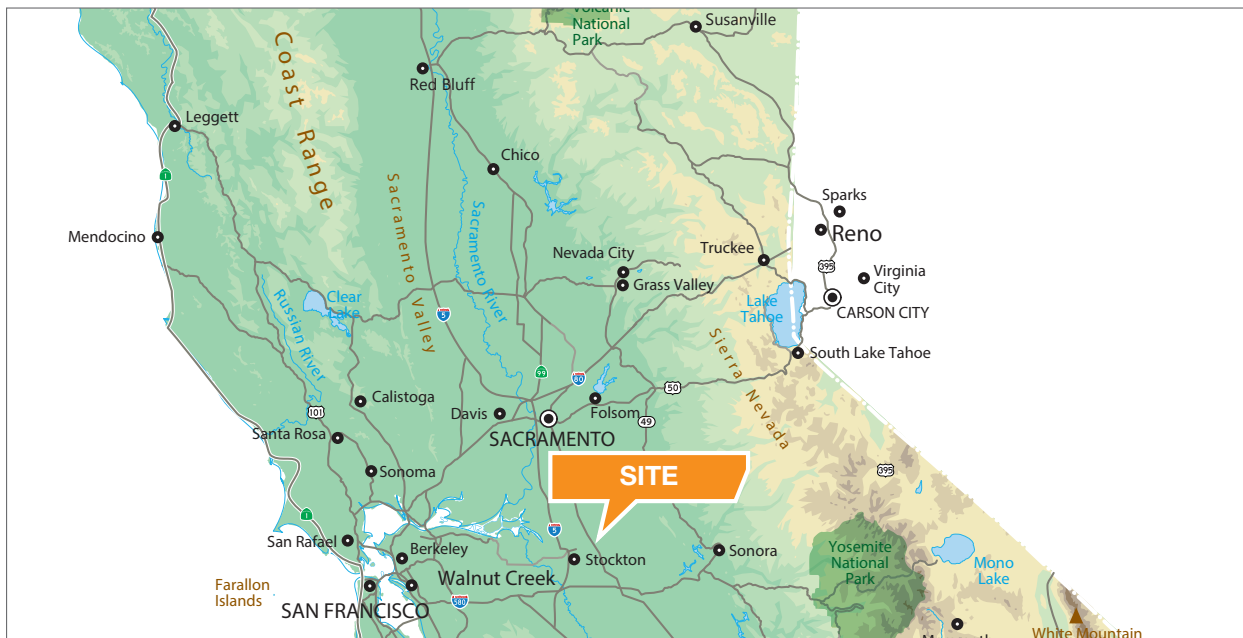 Volcanic
National
Park
Susanville
Coast Range
Red Bluff
Leggett
1
Chico
Sacramento Valley
Sacramento River
Sparks
Reno
Mendocino
Truckee
395
Nevada City
Virginia
City
Grass Valley
Clear
Lake
Lake
Tahoe
CARSON CITY
5
Russian River
Sierra Nevada
South Lake Tahoe
99
80
50
Calistoga
101
Davis
Folsom
49
SACRAMENTO
Santa Rosa
Sonoma
SITE
395
1
5
San Rafael
Berkeley
Stockton
Sonora
Yosemite
National
Park
Mono
Lake
Walnut Creek
Farallon
Islands
580
SAN FRANCISCO
White Mountain